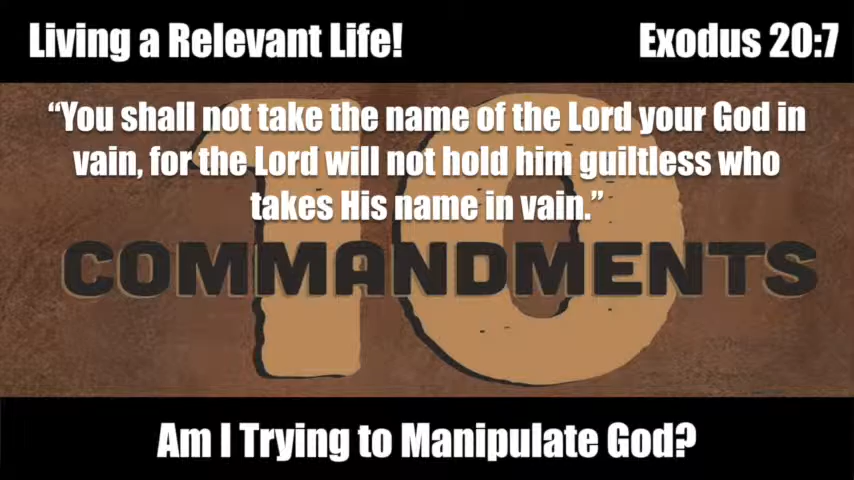 Living a Relevant Life!
Exodus 20:7
“You shall not take the name of the Lord your God in
vain, for the Lord will not hold him guiltless who
takes His name in vain.”
10
COMMANDMENTS
Am I Trying to Manipulate God?